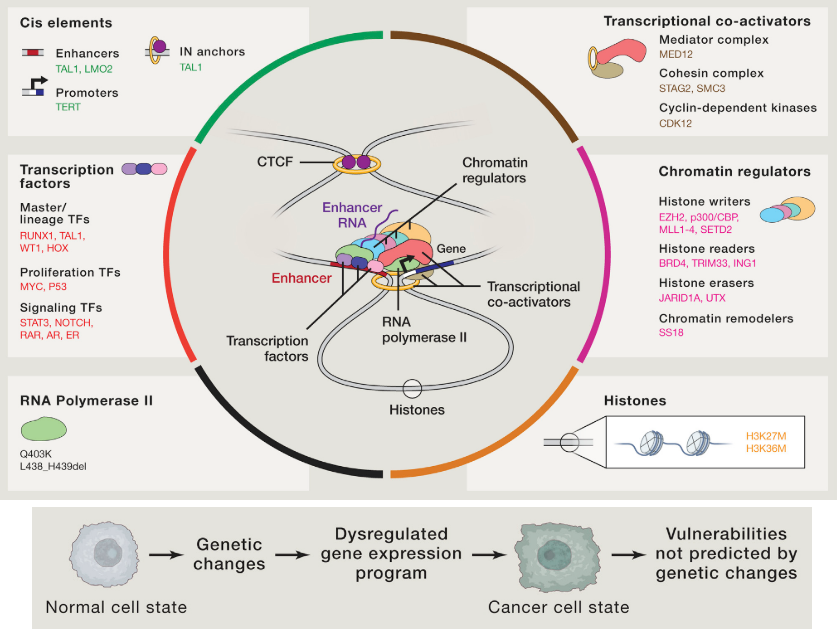 Cis elements
Enhancers
TAL1, LMO2
IN anchors
TAL1
Promoters
TERT
Transcriptional co-activators
Mediator complex
MED12
Cohesin complex
STAG2, SMC3
Cyclin-dependent kinases
CDK12
Transcription
factors
Master/
lineage TFs
RUNX1, TAL1,
WT1, HOX
Proliferation TFs
MYC, P53
Signaling TFs
STAT3, NOTCH,
RAR, AR, ER
CTCF
Chromatin
regulators
Enhancer
RNA
Gene
Enhancer
Transcriptional
co-activators
RNA
polymerase II
Transcription
factors
Histones
Chromatin regulators
Histone writers
EZH2, p300/CBP,
MLL1-4, SETD2
Histone readers
BRD4, TRIM33, ING1
Histone erasers
JARID1A, UTX
Chromatin remodelers
SS18
RNA Polymerase II
Q403K
L438_H439del
Histones
H3K27M
H3K36M
Normal cell state
Genetic
changes
Dysregulated
gene expression
program
Cancer cell state
Vulnerabilities
not predicted by
genetic changes